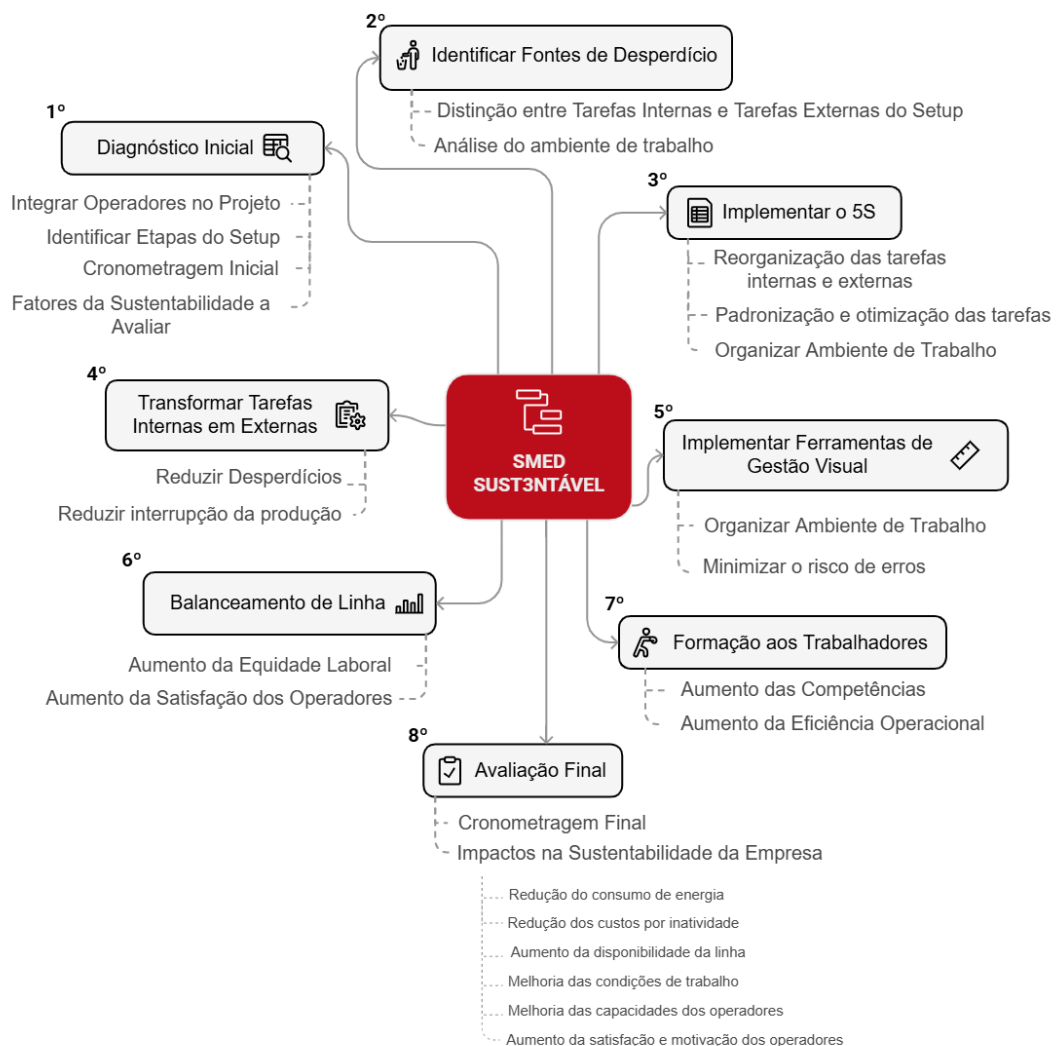 1º
Diagnóstico Inicial
Integrar Operadores no Projeto
Identificar Etapas do Setup
Cronometragem Inicial
Fatores da Sustentabilidade a
Avaliar
2º
Identificar Fontes de Desperdício
Distinção entre Tarefas Internas e Tarefas Externas do Setup
Análise do ambiente de trabalho
3º
Implementar o 5S
Reorganização das tarefas
internas e externas
Padronização e otimização das tarefas
Organizar Ambiente de Trabalho
SMED
SUST3NTÁVEL
4º
Transformar Tarefas
Internas em Externas
Reduzir Desperdícios
Reduzir interrupção da produção
5º
Implementar Ferramentas de
Gestão Visual
Organizar Ambiente de Trabalho
Minimizar o risco de erros
6º
Balanceamento de Linha
Aumento da Equidade Laboral
Aumento da Satisfação dos Operadores
7º
Formação aos Trabalhadores
Aumento das Competências
Aumento da Eficiência Operacional
8º
Avaliação Final
Cronometragem Final
Impactos na Sustentabilidade da Empresa
Redução do consumo de energia
Redução dos custos por inatividade
Aumento da disponibilidade da linha
Melhoria das condições de trabalho
Melhoria das capacidades dos operadores
Aumento da satisfação e motivação dos operadores